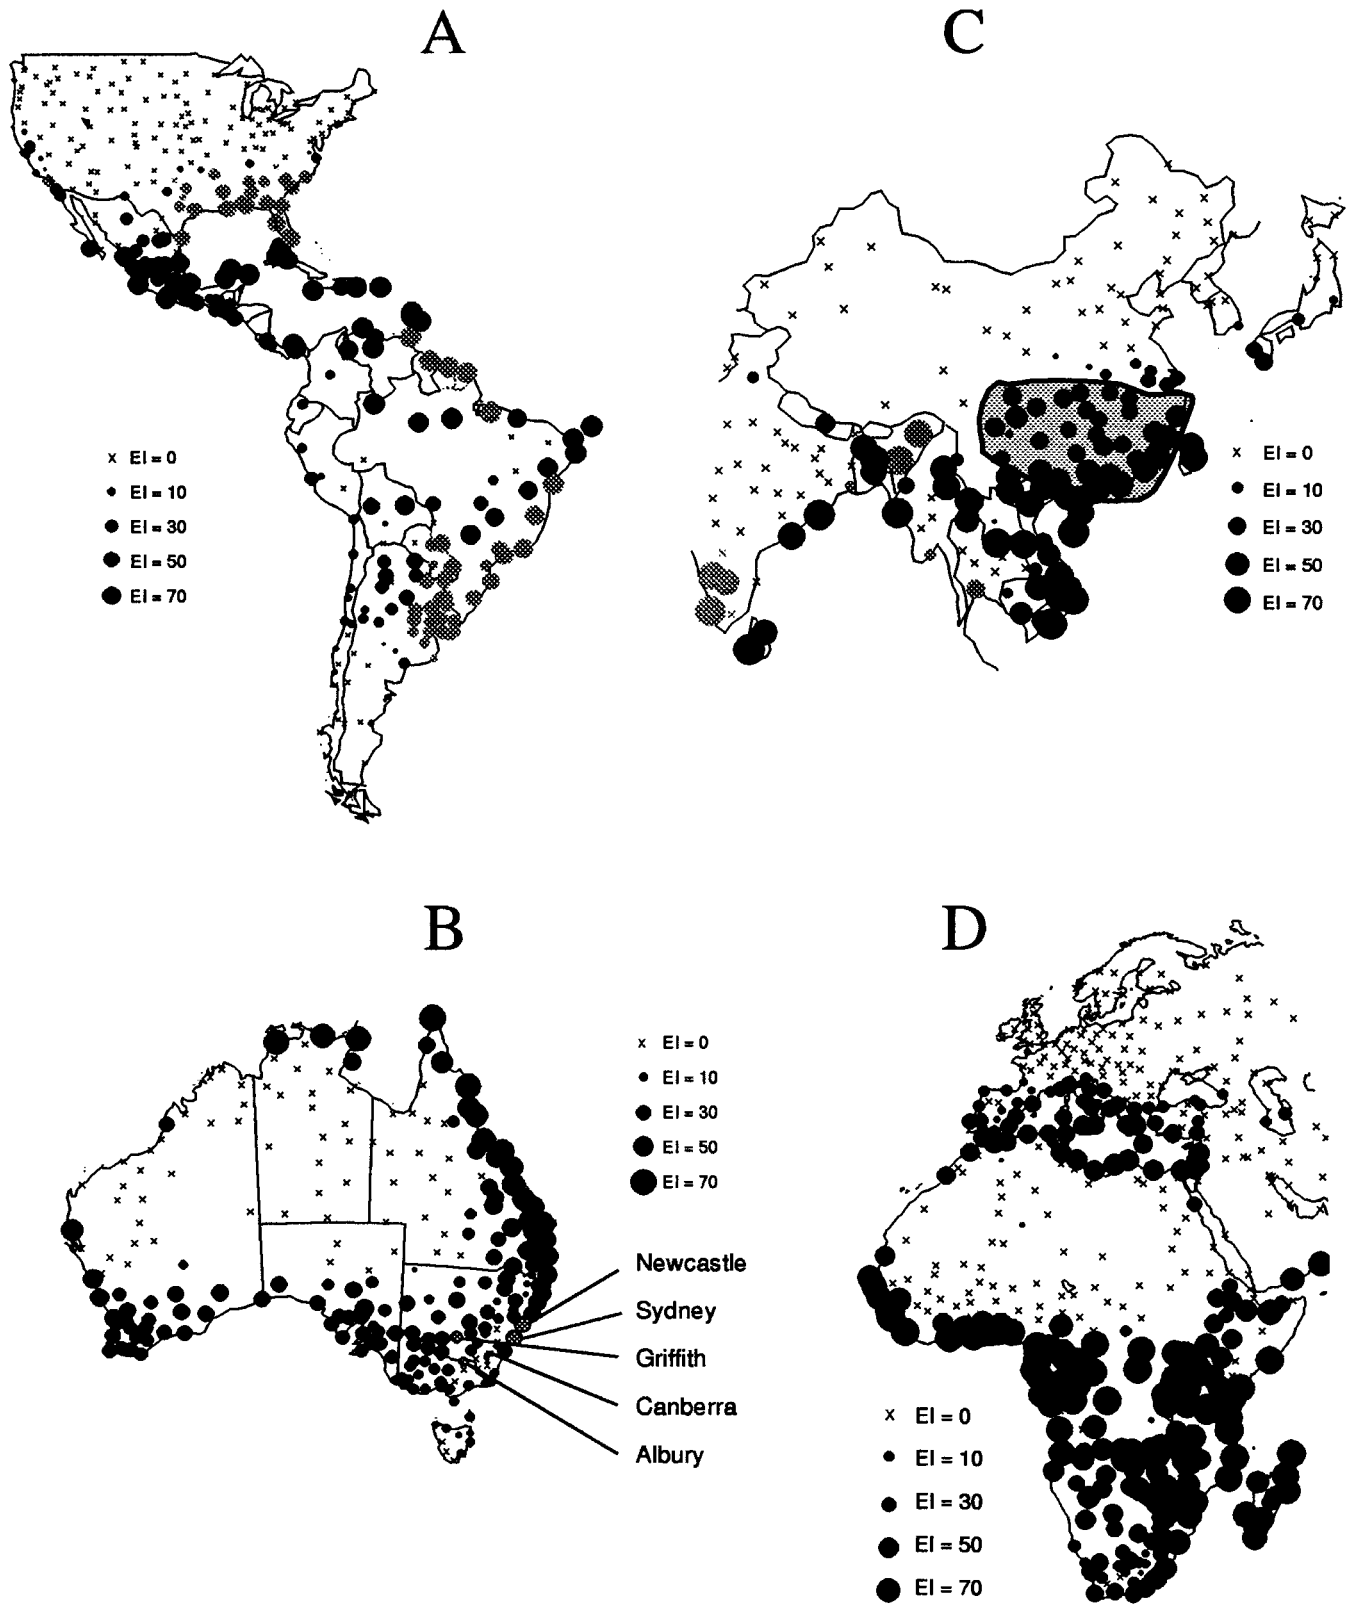 A
× EI = 0
EI = 10
EI = 30
EI = 50
EI = 70
C
× EI = 0
EI = 10
EI = 30
EI = 50
EI = 70
B
× EI = 0
EI = 10
EI = 30
EI = 50
EI = 70
Newcastle
Sydney
Griffith
Canberra
Albury
D
× EI = 0
EI = 10
EI = 30
EI = 50
EI = 70